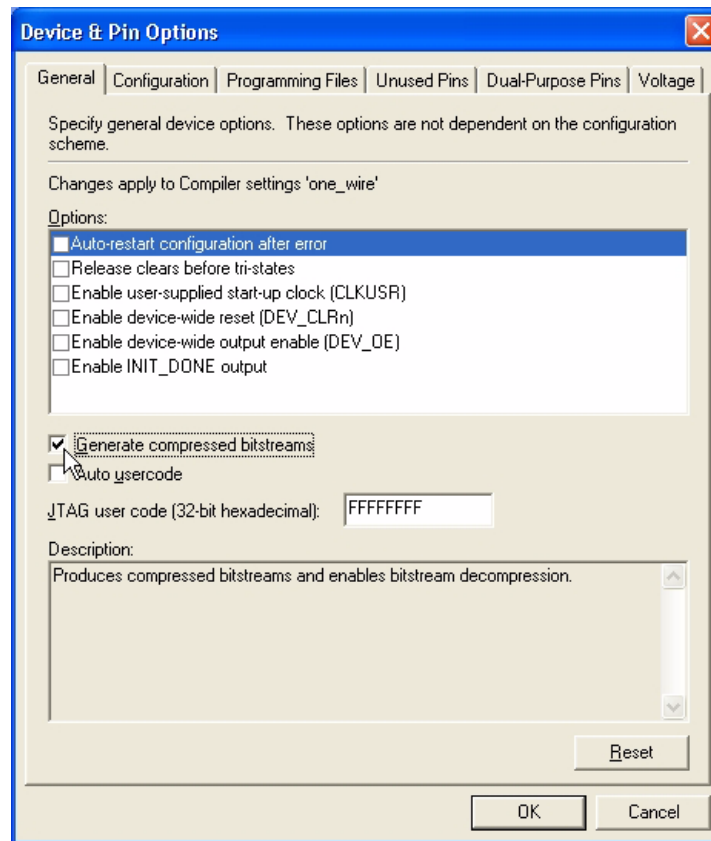 Device & Pin Options
General
Configuration
Programming Files
Unused Pins
Dual-Purpose Pins
Voltage
Specify general device options. These options are not dependent on the configuration
scheme.
Changes apply to Compiler settings 'one_wire'
Options:
Auto-restart configuration after error
Release clears before tri-states
Enable user-supplied start-up clock (CLKUSR)
Enable device-wide reset (DEV_CLRn)
Enable device-wide output enable (DEV_OE)
Enable INIT_DONE output
Generate compressed bitstreams
Auto usercode
JTAG user code (32-bit hexadecimal):
FFFFFFFF
Description:
Produces compressed bitstreams and enables bitstream decompression.
Reset
OK
Cancel